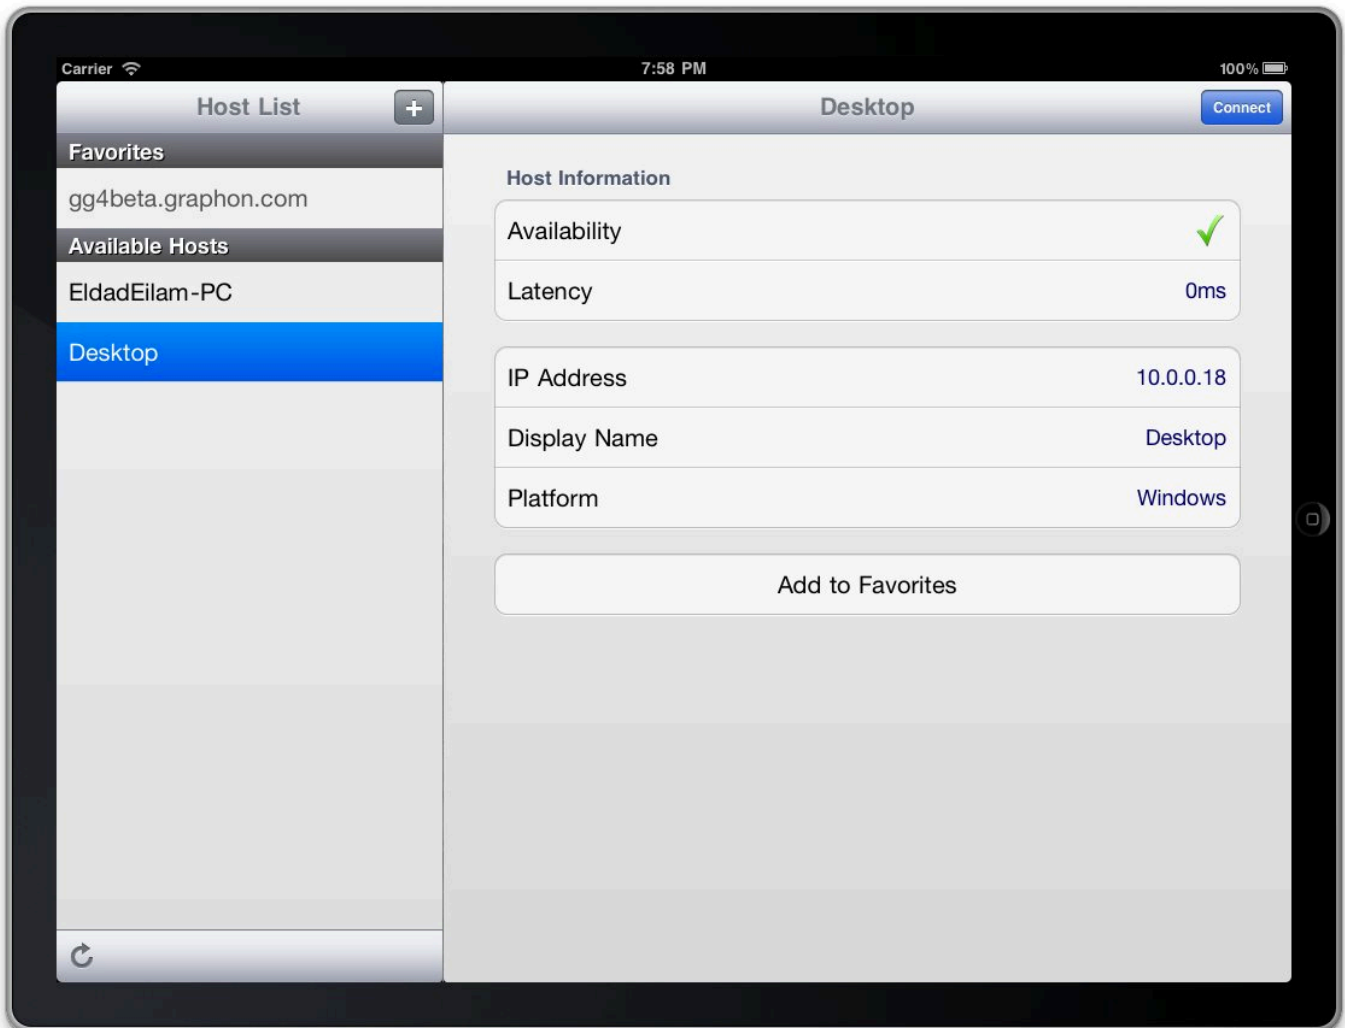 Carrier 7:58 PM 100%
Host List +
Favorites
gg4beta.graphon.com
Available Hosts
EldadEilam-PC
Desktop
Desktop Connect
Host Information
Availability
Latency 0ms
IP Address 10.0.0.18
Display Name Desktop
Platform Windows
Add to Favorites